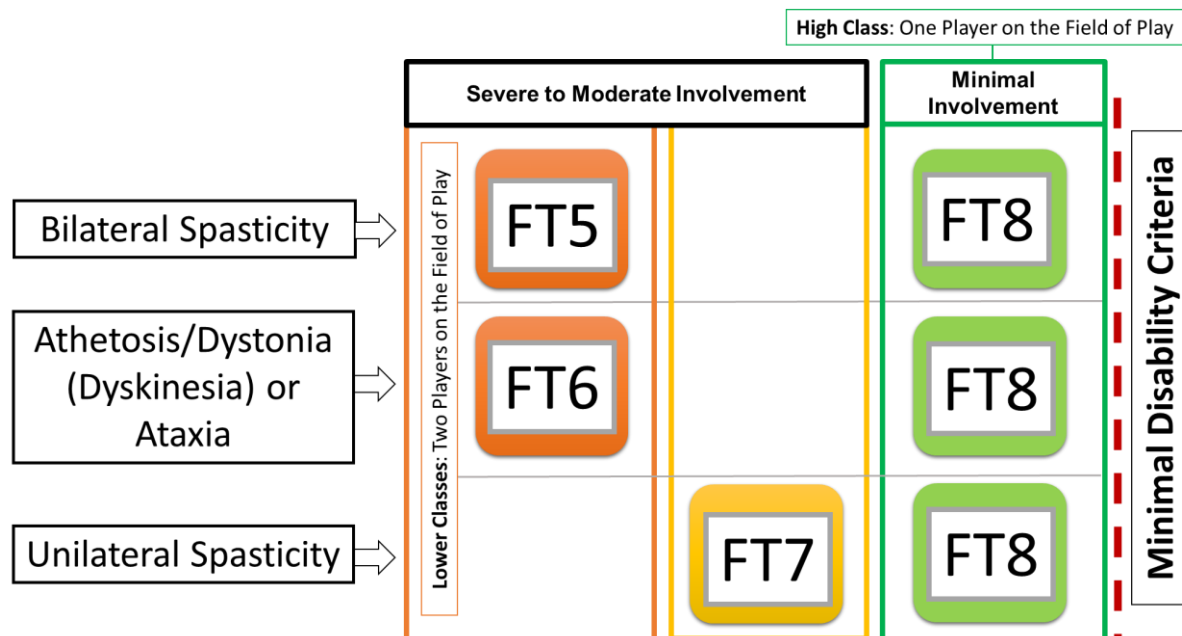 High Class: One Player on the Field of Play
Severe to Moderate Involvement
Minimal
Involvement
Lower Classes: Two Players on the Field of Play
Minimal Disability Criteria
Bilateral Spasticity
FT5
FT8
Athetosis/Dystonia
(Dyskinesia) or
Ataxia
FT6
FT8
Unilateral Spasticity
FT7
FT8